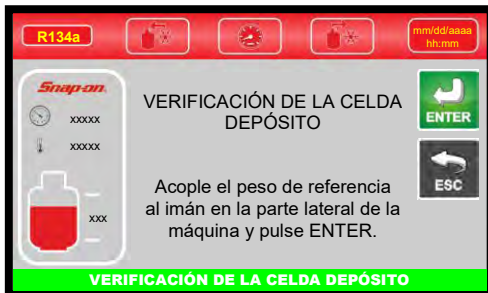 R134a
mm/dd/aaaa
hh:mm
Snap-on
xxxxx
xxxxx
xxx
VERIFICACIÓN DE LA CELDA
DEPÓSITO
Acople el peso de referencia
al imán en la parte lateral de la
máquina y pulse ENTER.
ENTER
ESC
VERIFICACIÓN DE LA CELDA DEPÓSITO